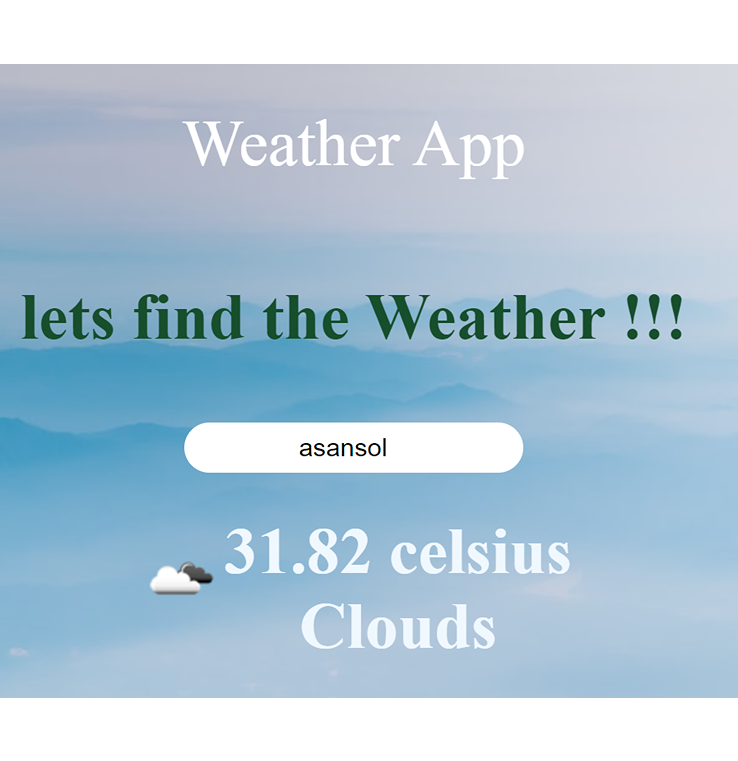 Weather App
lets find the Weather !!!
asansol
31.82 celsius
Clouds